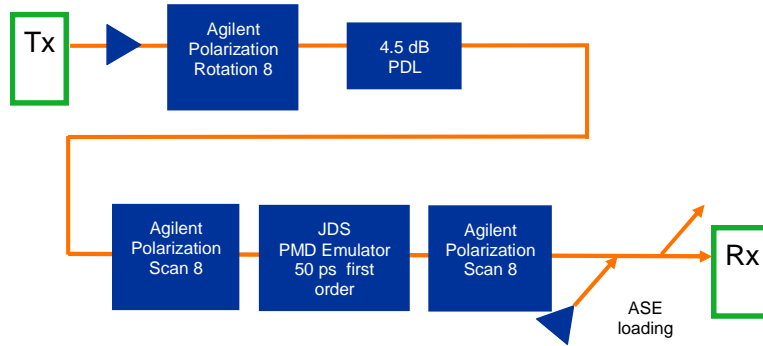 Tx
Agilent
Polarization
Rotation 8
4.5 dB
PDL
Agilent
Polarization
Scan 8
JDS
PMD Emulator
50 ps first
order
Agilent
Polarization
Scan 8
Rx
ASE
loading